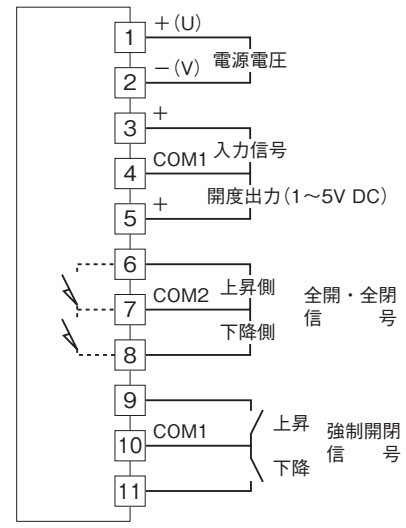 1 +(U)
電源電圧
2 −(V)
3 +
入力信号
4 COM1
開度出力(1～5V DC)
5 +
6
上昇側
7 COM2
全開・全閉
信　　号
下降側
8
9
上昇
10 COM1
強制開閉
信　　号
下降
11